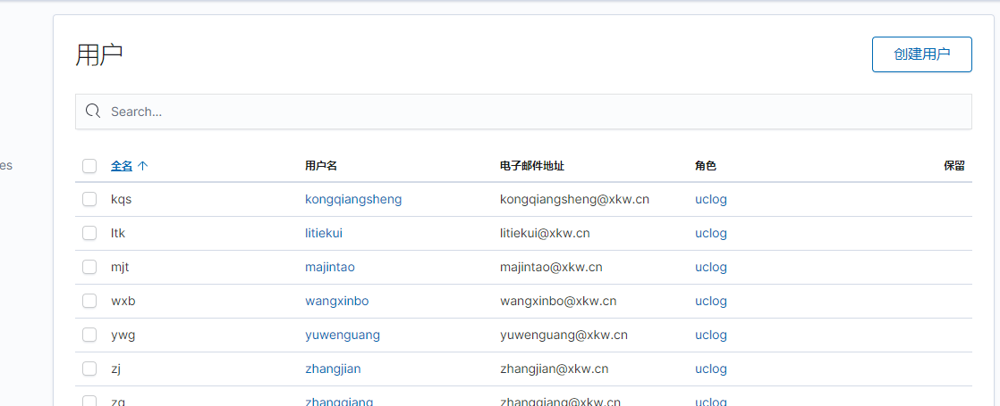 用户
创建用户
Search...
es
全名 用户名 电子邮件地址 角色 保留
kqs kongqiangsheng kongqiangsheng@xkw.cn uclog
ltk litiekui litiekui@xkw.cn uclog
mjt majintao majintao@xkw.cn uclog
wxb wangxinbo wangxinbo@xkw.cn uclog
ywg yuwenguang yuwenguang@xkw.cn uclog
zj zhangjian zhangjian@xkw.cn uclog
zq zhangqiang zhangqiang@xkw.cn uclog